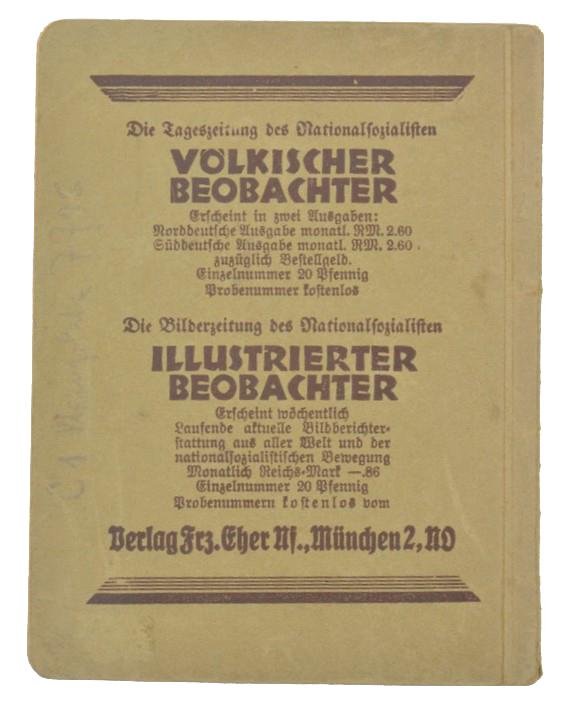 Die Tageszeitung des Nationalsozialisten
VÖLKISCHER
BEOBACHTER
Erscheint in zwei Ausgaben:
Norddeutsche Ausgabe monatl. RM. 2.60
Süddeutsche Ausgabe monatl. RM. 2.60
zuzüglich Bestellgeld.
Einzelnummer 20 Pfennig
Probenummer kostenlos
Die Bilderzeitung des Nationalsozialisten
ILLUSTRIERTER
BEOBACHTER
Erscheint wöchentlich
Laufende aktuelle Bildberichter-
stattung aus aller Welt und der
nationalsozialistischen Bewegung
Monatlich Reichs-Mark —.86
Einzelnummer 20 Pfennig
Probenummern kostenlos vom
Verlag Frz. Eher Nf., München 2, NO